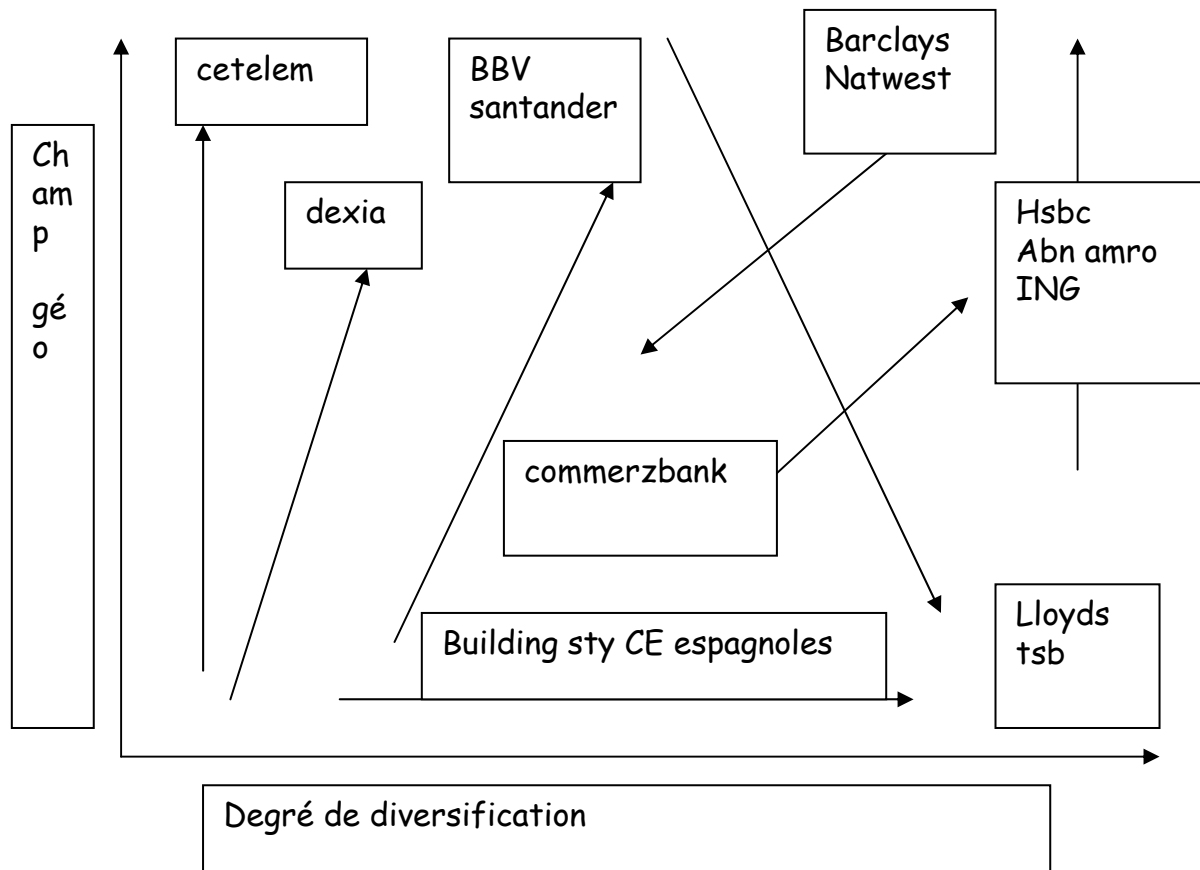 cetelem
BBV
santander
Barclays
Natwest
Ch
am
p
gé
o
dexia
Hsbc
Abn amro
ING
commerzbank
Building sty CE espagnoles
Lloyds
tsb
Degré de diversification